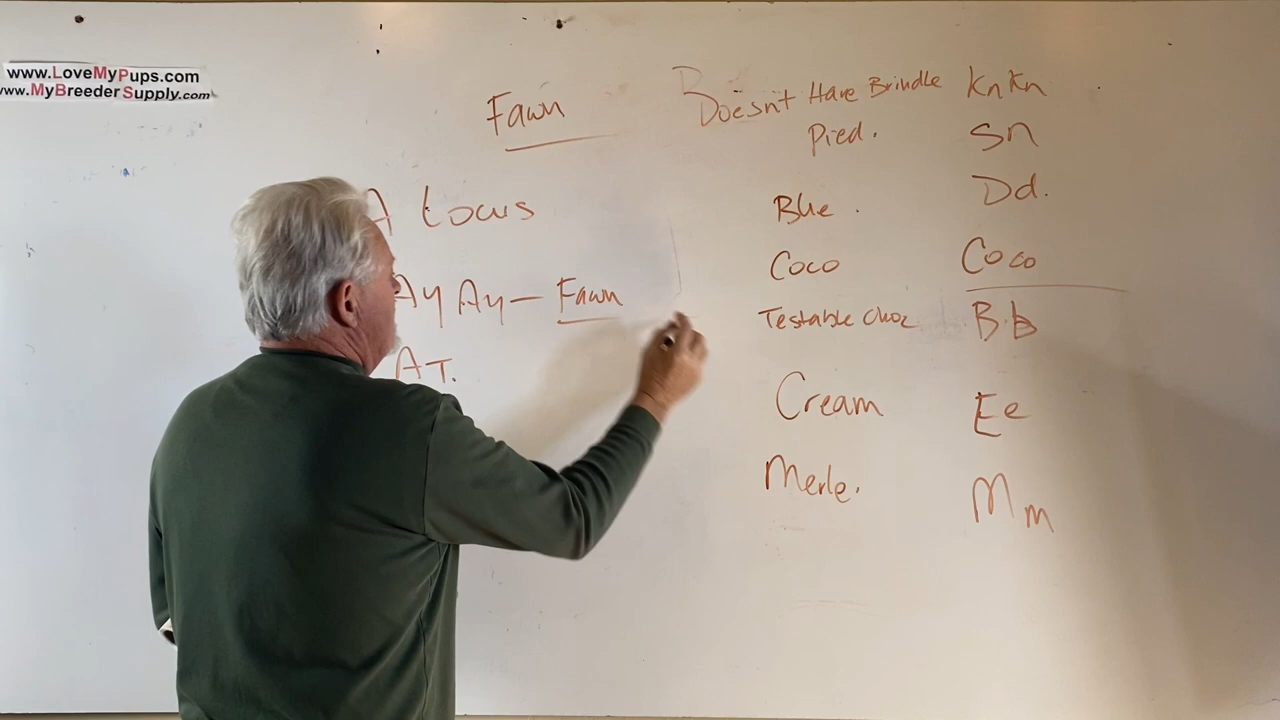 www.LoveMyPups.com
www.MyBreederSupply.com
Fawn
A Locus
Ay Ay — Fawn
AT.
Doesn't Have Brindle KnKn
Pied. Sn
Blue. Dd.
Coco Coco
Testable Choc B.b
Cream Ee
Merle. Mm